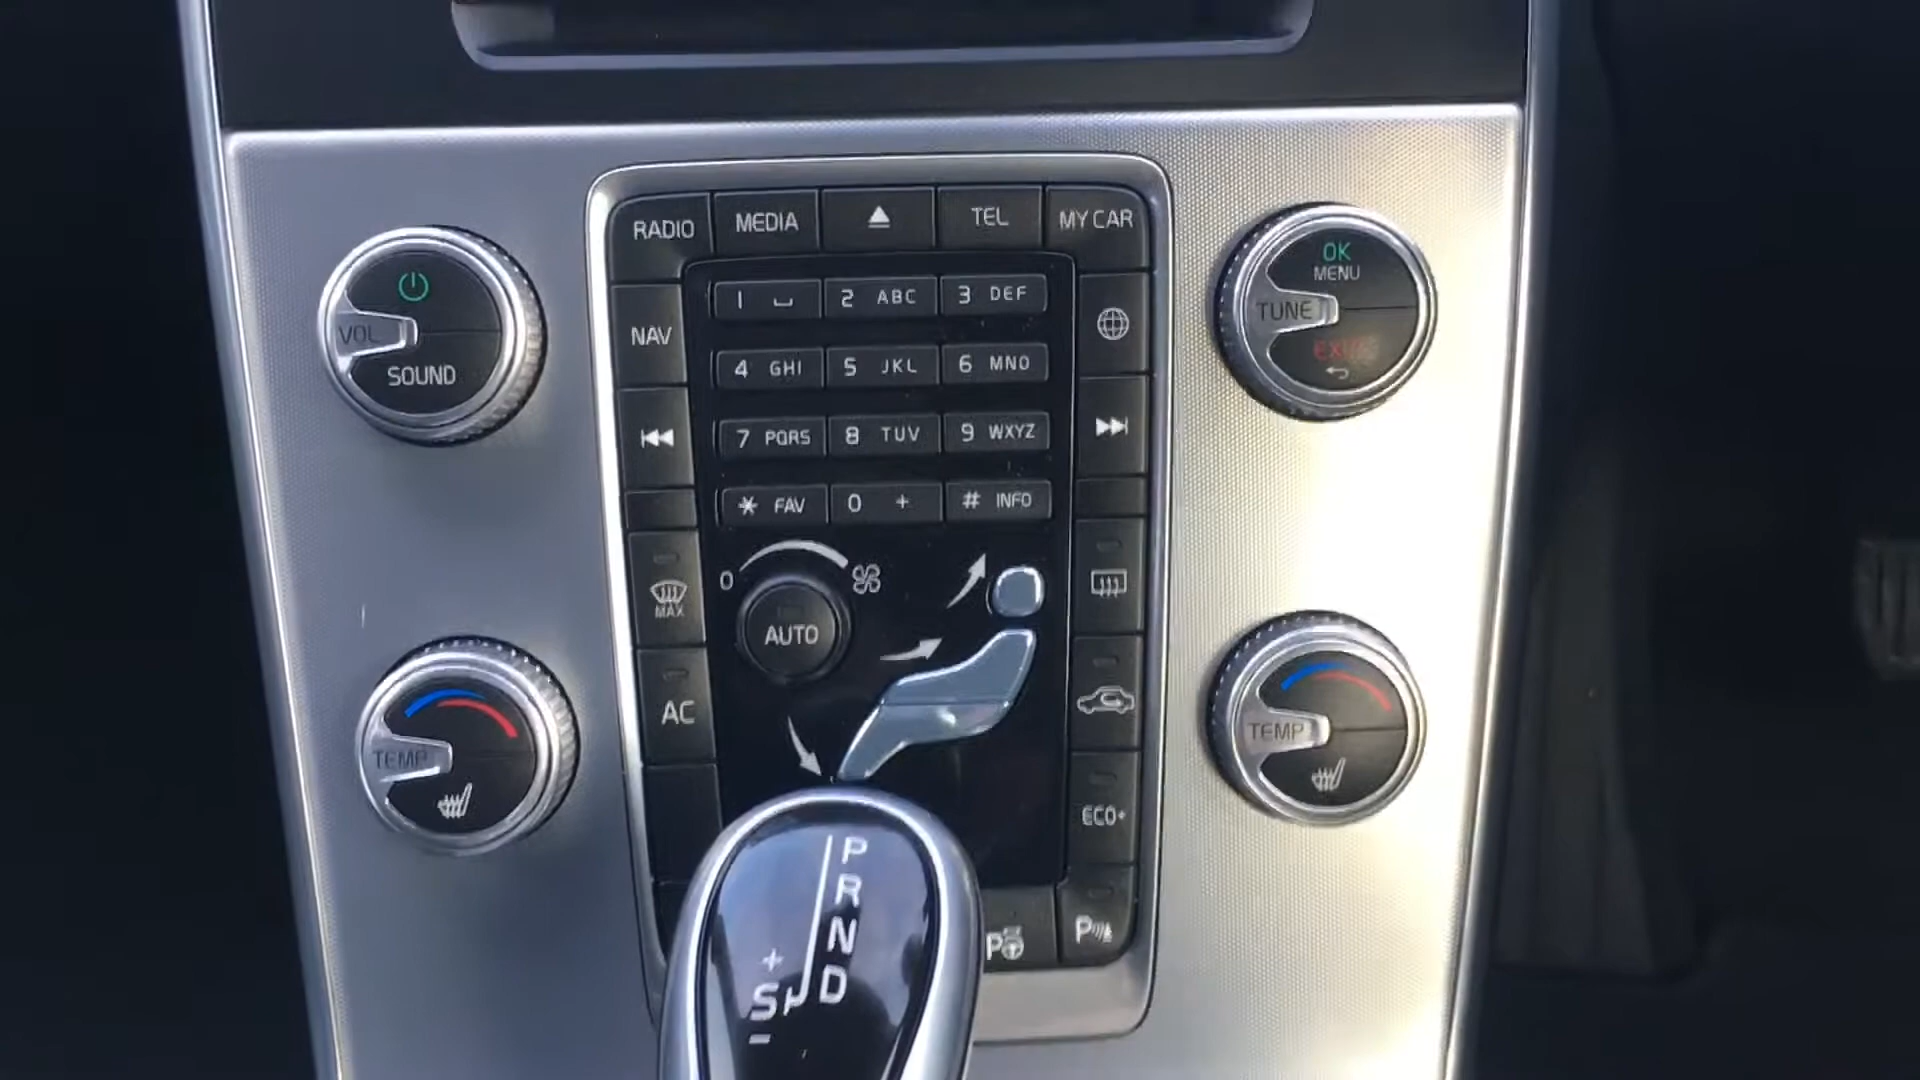 RADIO MEDIA TEL MY CAR
OK
MENU
VOL
SOUND
TUNE
EXIT
NAV
1 2 ABC 3 DEF
4 GHI 5 JKL 6 MNO
7 PQRS 8 TUV 9 WXYZ
* FAV 0 + # INFO
0
MAX
AUTO
AC
TEMP
TEMP
ECO+
P
R
N
D
+
S
-
P
P